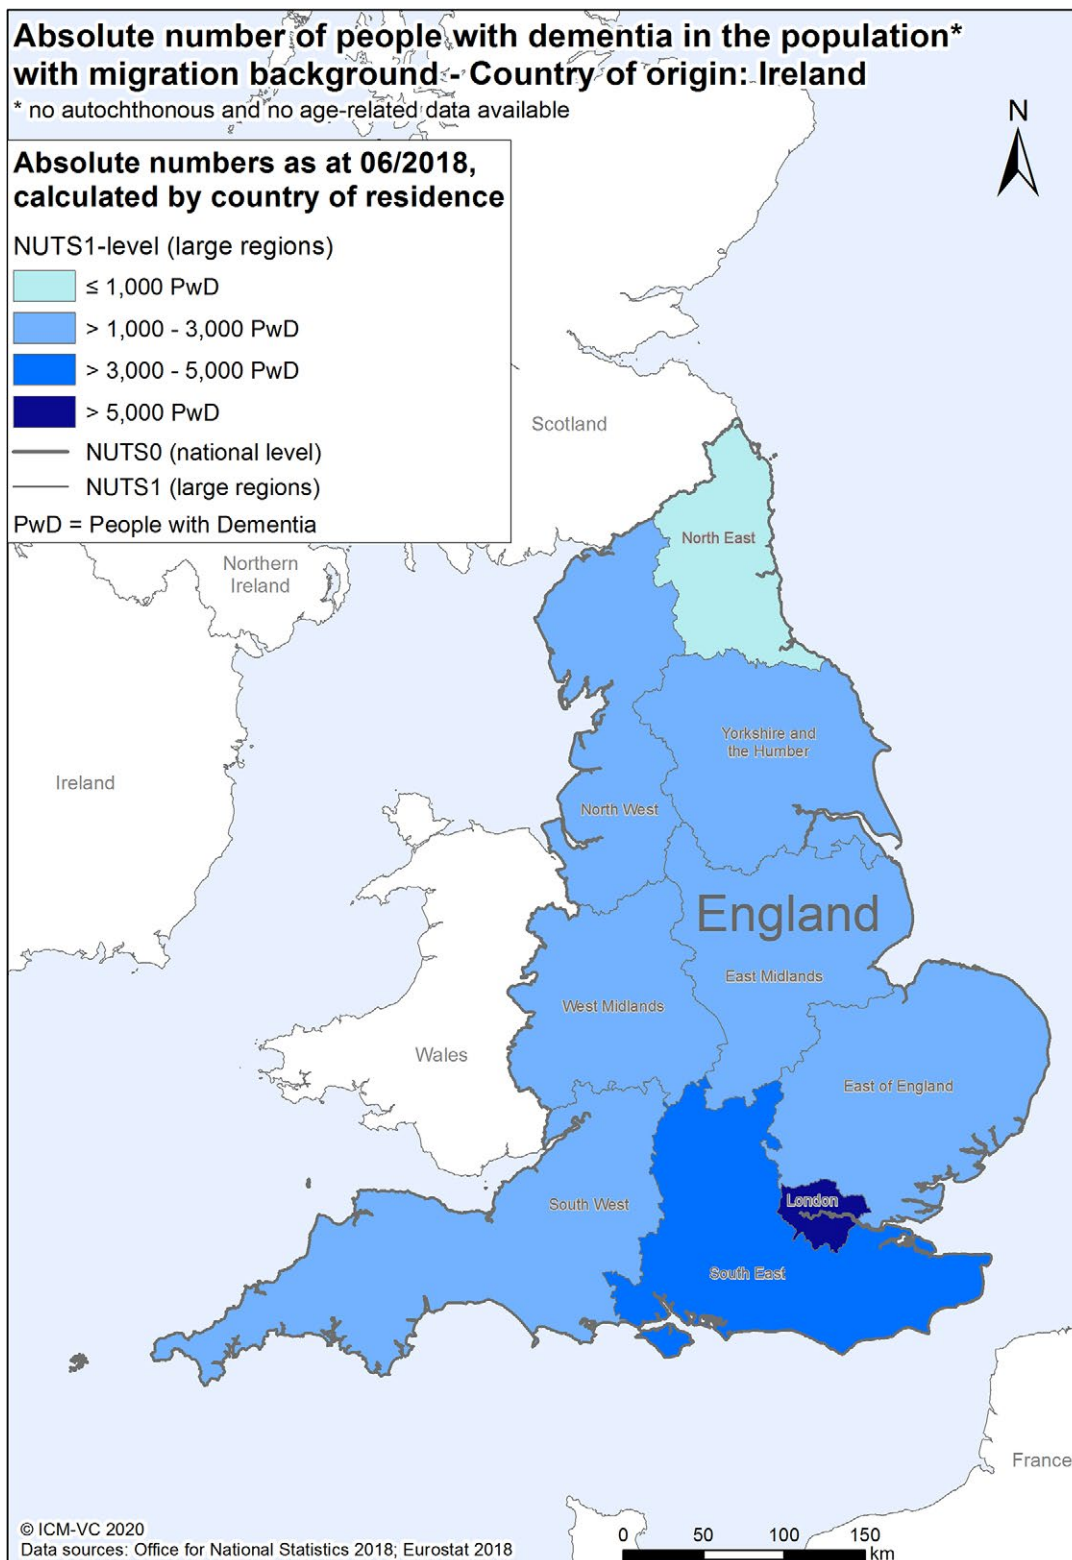 Absolute number of people with dementia in the population*
with migration background - Country of origin: Ireland
* no autochthonous and no age-related data available
N
Absolute numbers as at 06/2018,
calculated by country of residence
NUTS1-level (large regions)
≤ 1,000 PwD
> 1,000 - 3,000 PwD
> 3,000 - 5,000 PwD
> 5,000 PwD
NUTS0 (national level)
NUTS1 (large regions)
PwD = People with Dementia
Scotland
North East
Northern
Ireland
Yorkshire and
the Humber
Ireland
North West
England
East Midlands
West Midlands
Wales
East of England
South West
London
South East
France
© ICM-VC 2020
Data sources: Office for National Statistics 2018; Eurostat 2018
0 50 100 150
km